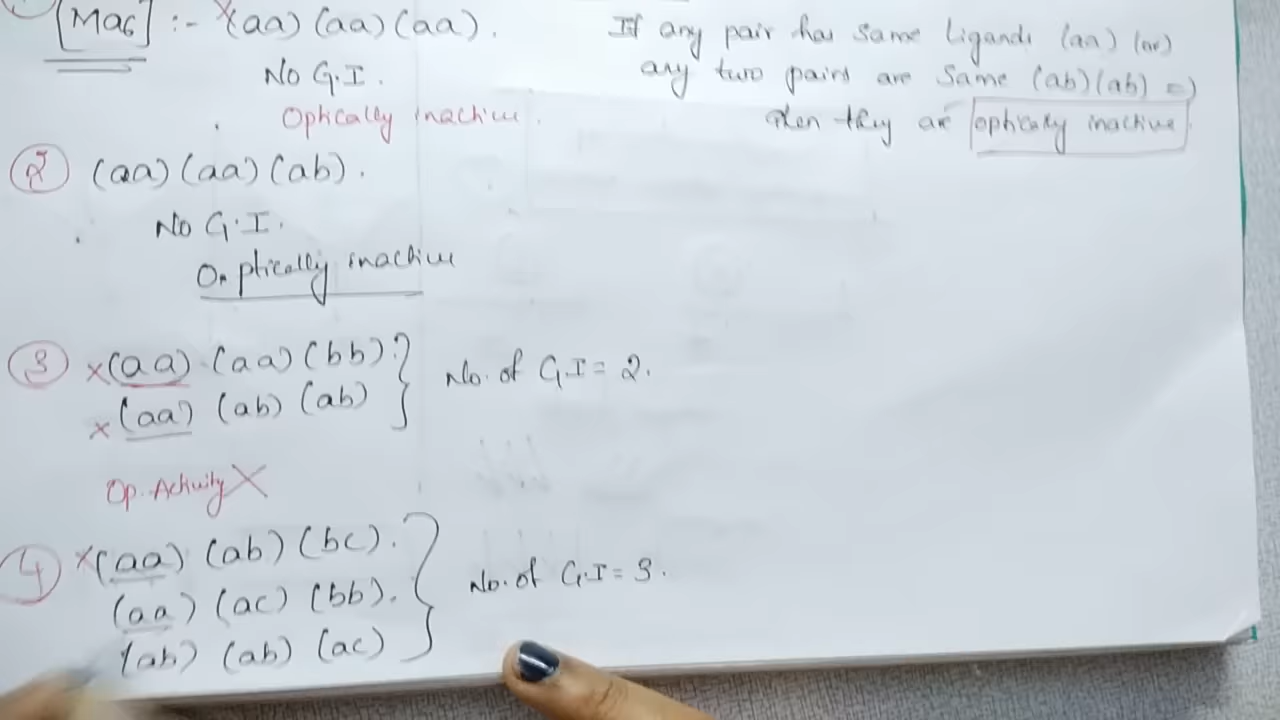 [Ma6] :- (aa) (aa) (aa).
No G.I.
Optically inactive.
If any pair has same Ligands (aa) (or)
any two pairs are same (ab)(ab) =)
then they are optically inactive.
2 (aa) (aa) (ab).
No G.I.
Optically inactive
3 x(aa) (aa) (bb).
x(aa) (ab) (ab)
No. of G.I = 2.
Op. Activity X
4 x(aa) (ab) (bc).
(aa) (ac) (bb).
(ab) (ab) (ac)
No. of G.I = 3.